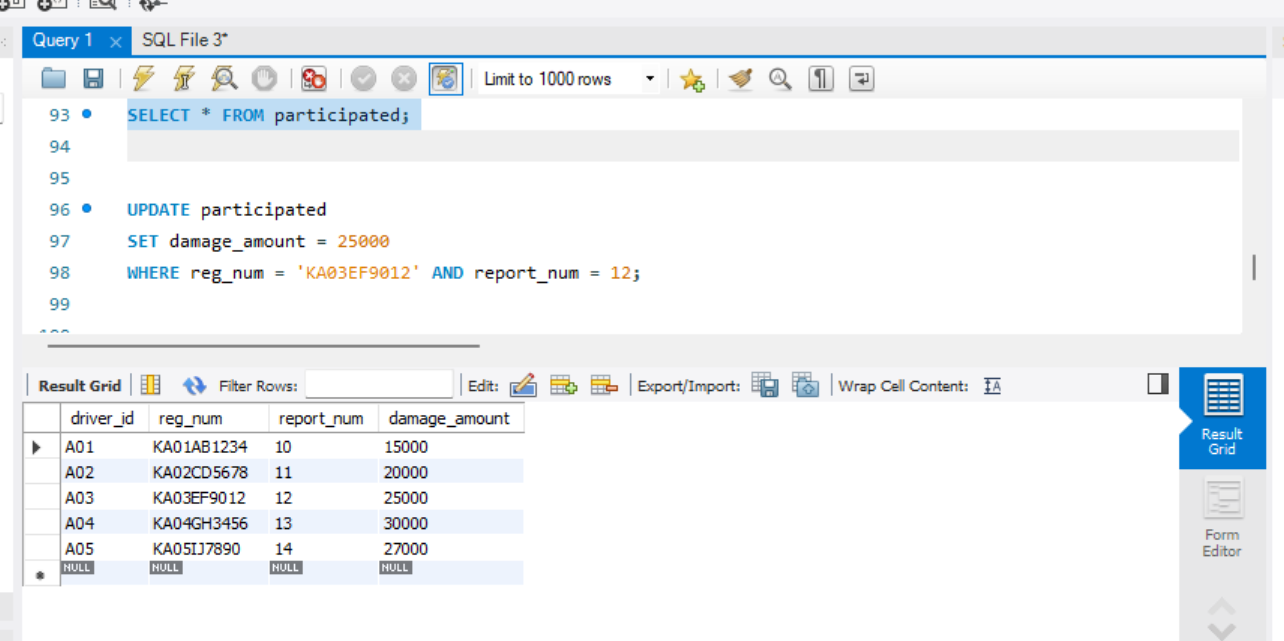 Query 1 × SQL File 3*
Limit to 1000 rows
93 SELECT * FROM participated;
94
95
96 UPDATE participated
97 SET damage_amount = 25000
98 WHERE reg_num = 'KA03EF9012' AND report_num = 12;
99
Result Grid Filter Rows: Edit: Export/Import: Wrap Cell Content: IA
driver_id reg_num report_num damage_amount
A01 KA01AB1234 10 15000
A02 KA02CD5678 11 20000
A03 KA03EF9012 12 25000
A04 KA04GH3456 13 30000
A05 KA05IJ7890 14 27000
NULL NULL NULL NULL
Result
Grid
Form
Editor